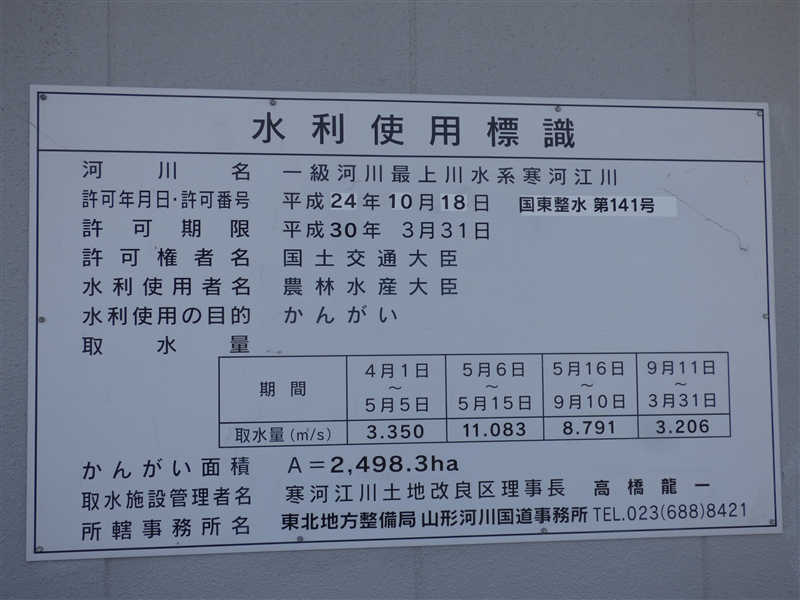 水利使用標識
河川名 一級河川最上川水系寒河江川
許可年月日・許可番号 平成24年10月18日 国東整水 第141号
許可期限 平成30年 3月31日
許可権者名 国土交通大臣
水利使用者名 農林水産大臣
水利使用の目的 かんがい
取水量
期間 4月1日～5月5日 5月6日～5月15日 5月16日～9月10日 9月11日～3月31日
取水量(m³/s) 3.350 11.083 8.791 3.206
かんがい面積 A＝2,498.3ha
取水施設管理者名 寒河江川土地改良区理事長 高橋龍一
所轄事務所名 東北地方整備局 山形河川国道事務所 TEL.023(688)8421